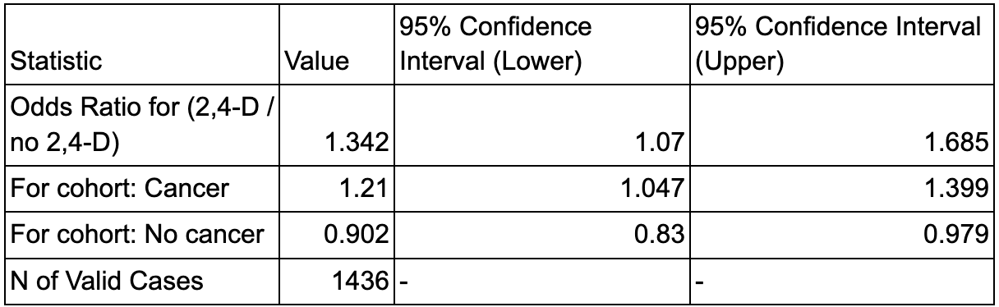 Statistic Value 95% Confidence Interval (Lower) 95% Confidence Interval (Upper)
Odds Ratio for (2,4-D / no 2,4-D) 1.342 1.07 1.685
For cohort: Cancer 1.21 1.047 1.399
For cohort: No cancer 0.902 0.83 0.979
N of Valid Cases 1436 - -